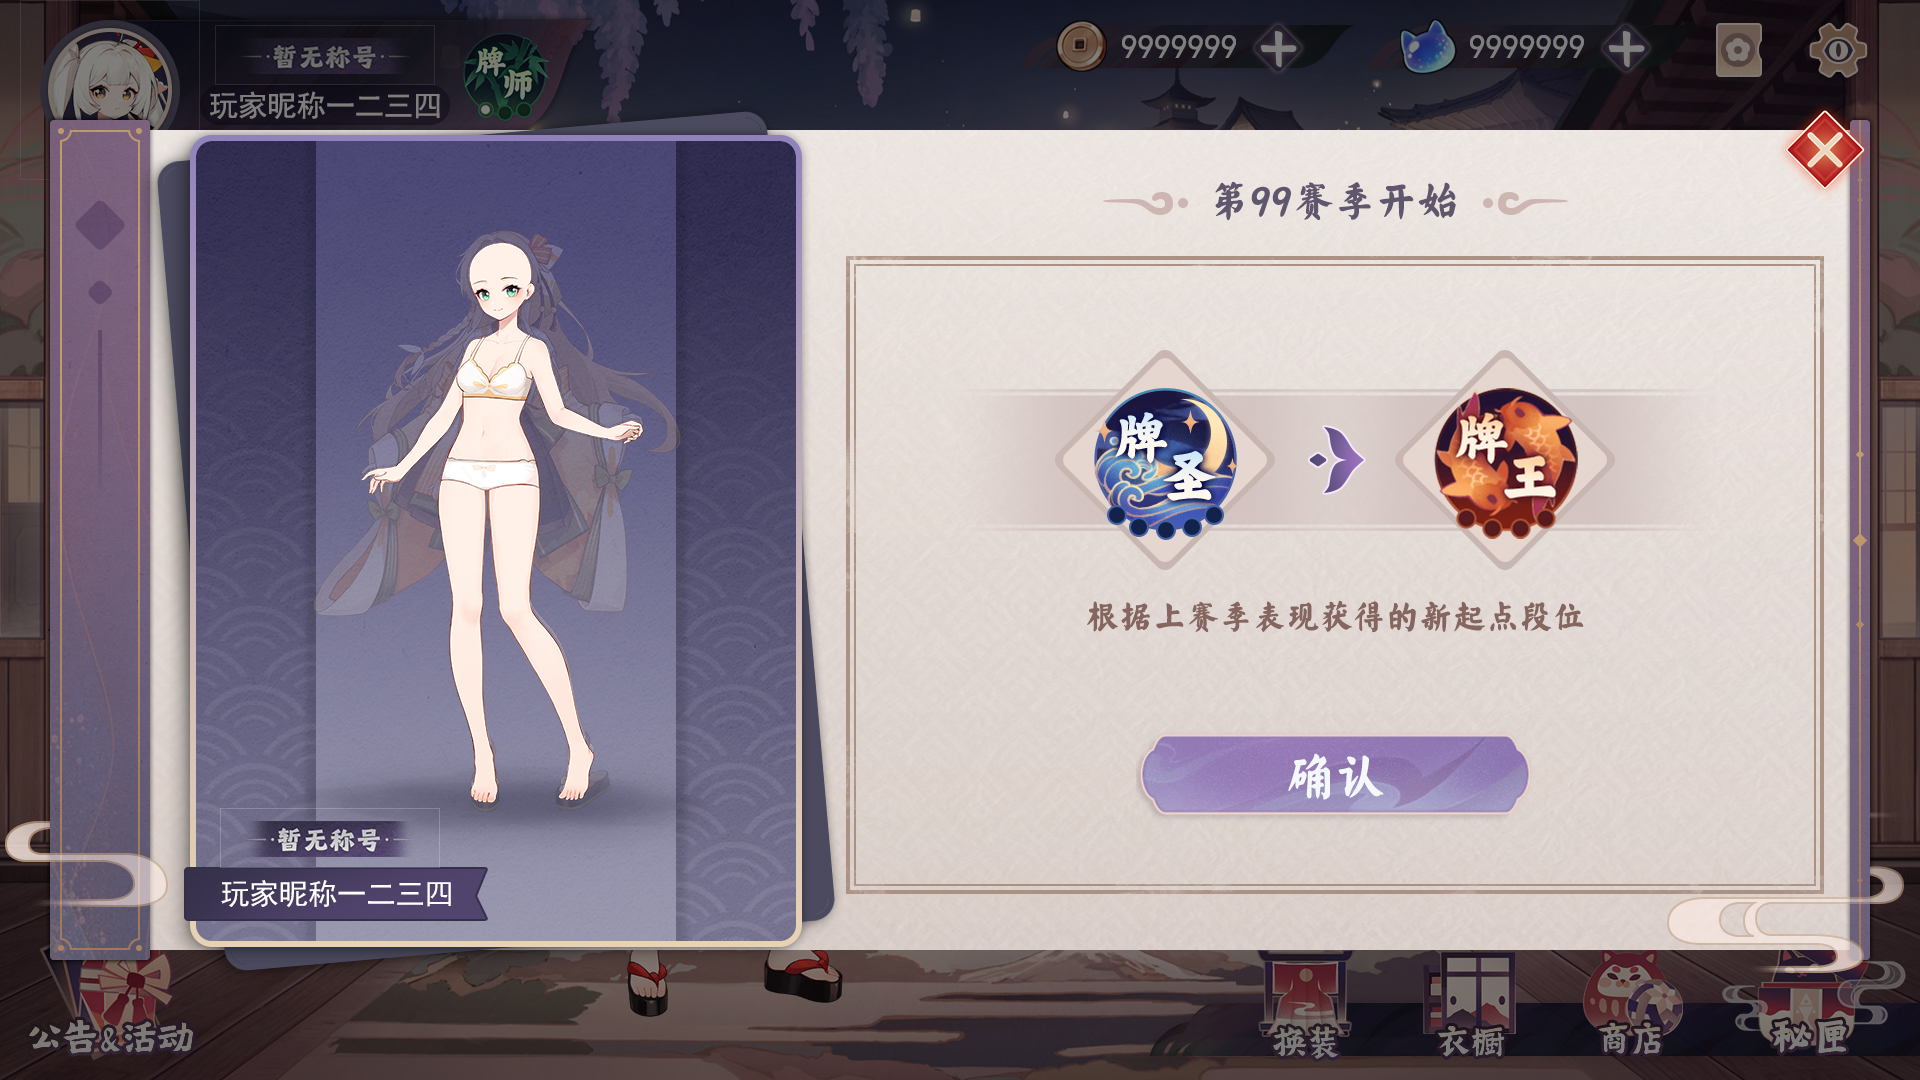 暂无称号
玩家昵称一二三四
牌师
9999999
9999999
第99赛季开始
牌圣
牌王
根据上赛季表现获得的新起点段位
确认
暂无称号
玩家昵称一二三四
公告&活动
换装
衣橱
商店
秘匣